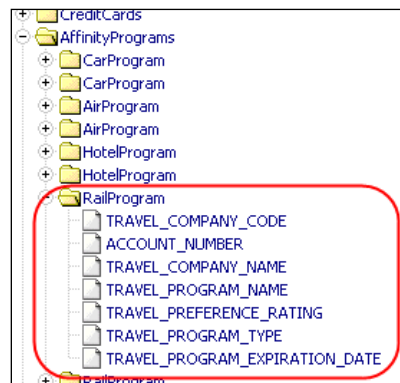 CreditCards
AffinityPrograms
CarProgram
CarProgram
AirProgram
AirProgram
HotelProgram
HotelProgram
RailProgram
TRAVEL_COMPANY_CODE
ACCOUNT_NUMBER
TRAVEL_COMPANY_NAME
TRAVEL_PROGRAM_NAME
TRAVEL_PREFERENCE_RATING
TRAVEL_PROGRAM_TYPE
TRAVEL_PROGRAM_EXPIRATION_DATE
RailProgram